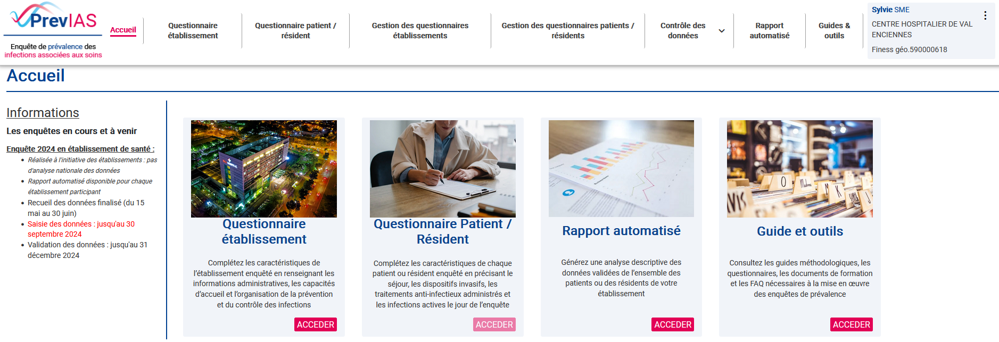 PrevIAS
Enquête de prévalence des
infections associées aux soins
Accueil
Questionnaire
établissement
Questionnaire patient /
résident
Gestion des questionnaires
établissements
Gestion des questionnaires patients /
résidents
Contrôle des
données
Rapport
automatisé
Guides &
outils
Sylvie SME
CENTRE HOSPITALIER DE VAL
ENCIENNES
Finess géo.590000618
Accueil
Informations
Les enquêtes en cours et à venir
Enquête 2024 en établissement de santé :
Réalisée à l'initiative des établissements : pas
d'analyse nationale des données
Rapport automatisé disponible pour chaque
établissement participant
Recueil des données finalisé (du 15
mai au 30 juin)
Saisie des données : jusqu'au 30
septembre 2024
Validation des données : jusqu'au 31
décembre 2024
Questionnaire
établissement
Complétez les caractéristiques de
l'établissement enquêté en renseignant les
informations administratives, les capacités
d'accueil et l'organisation de la prévention
et du contrôle des infections
ACCEDER
Questionnaire Patient /
Résident
Complétez les caractéristiques de chaque
patient ou résident enquêté en précisant le
séjour, les dispositifs invasifs, les
traitements anti-infectieux administrés et
les infections actives le jour de l'enquête
ACCEDER
Rapport automatisé
Générez une analyse descriptive des
données validées de l'ensemble des
patients ou des résidents de votre
établissement
ACCEDER
O
Madonna
K
J
Guide et outils
Consultez les guides méthodologiques, les
questionnaires, les documents de formation
et les FAQ nécessaires à la mise en œuvre
des enquêtes de prévalence
ACCEDER